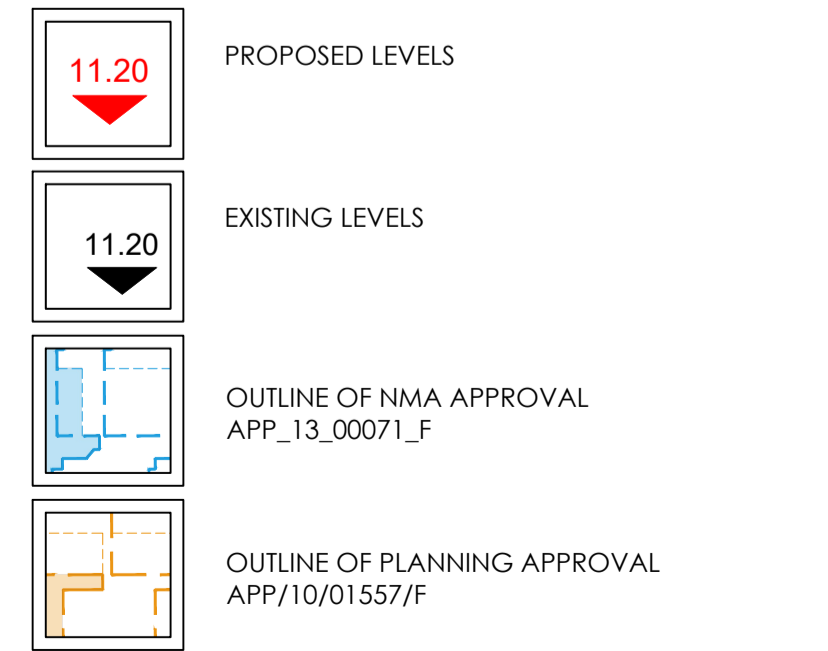 11.20
PROPOSED LEVELS
11.20
EXISTING LEVELS
OUTLINE OF NMA APPROVAL
APP_13_00071_F
OUTLINE OF PLANNING APPROVAL
APP/10/01557/F